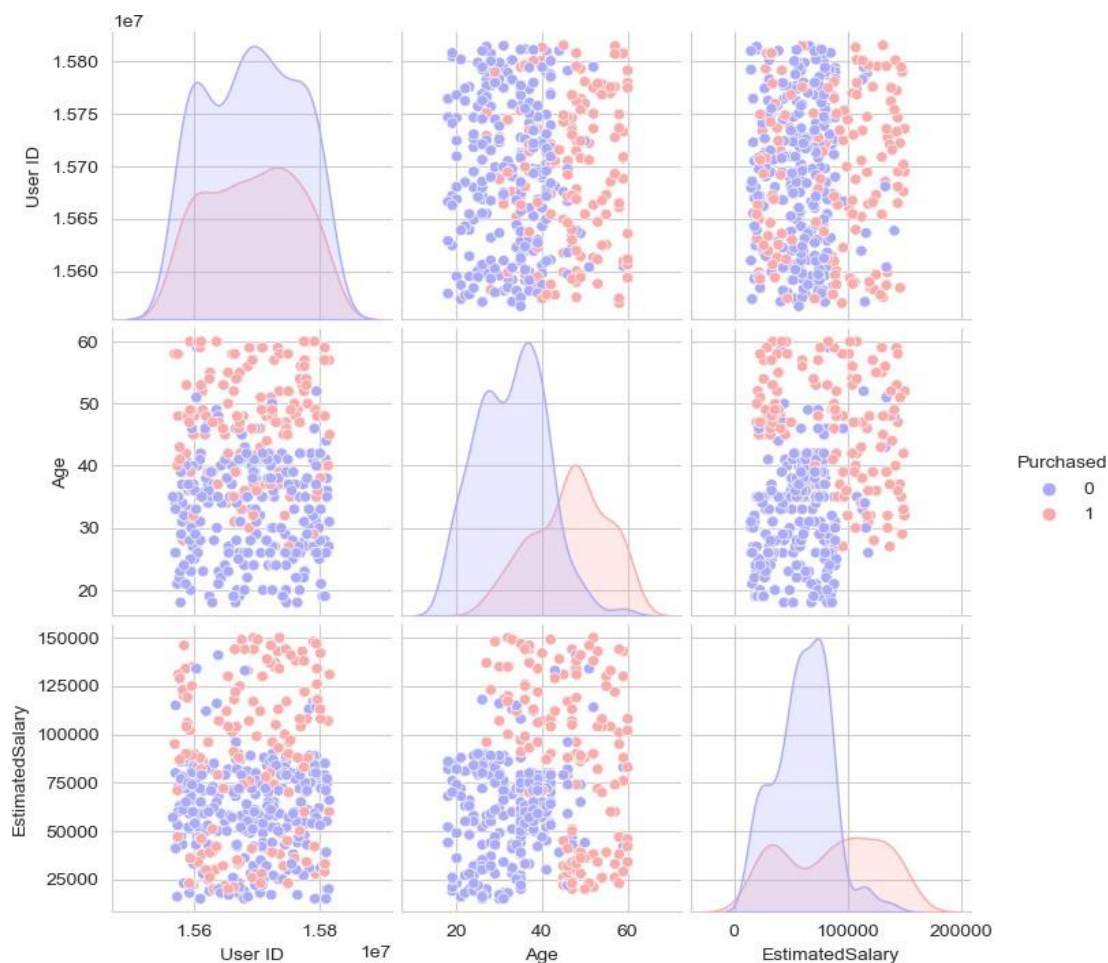 1e7
1.580
1.575
1.570
1.565
1.560
User ID
60
50
40
30
20
Age
Purchased
0
1
150000
125000
100000
75000
50000
25000
EstimatedSalary
1.56 1.58 20 40 60 0 100000 200000
User ID 1e7 Age EstimatedSalary